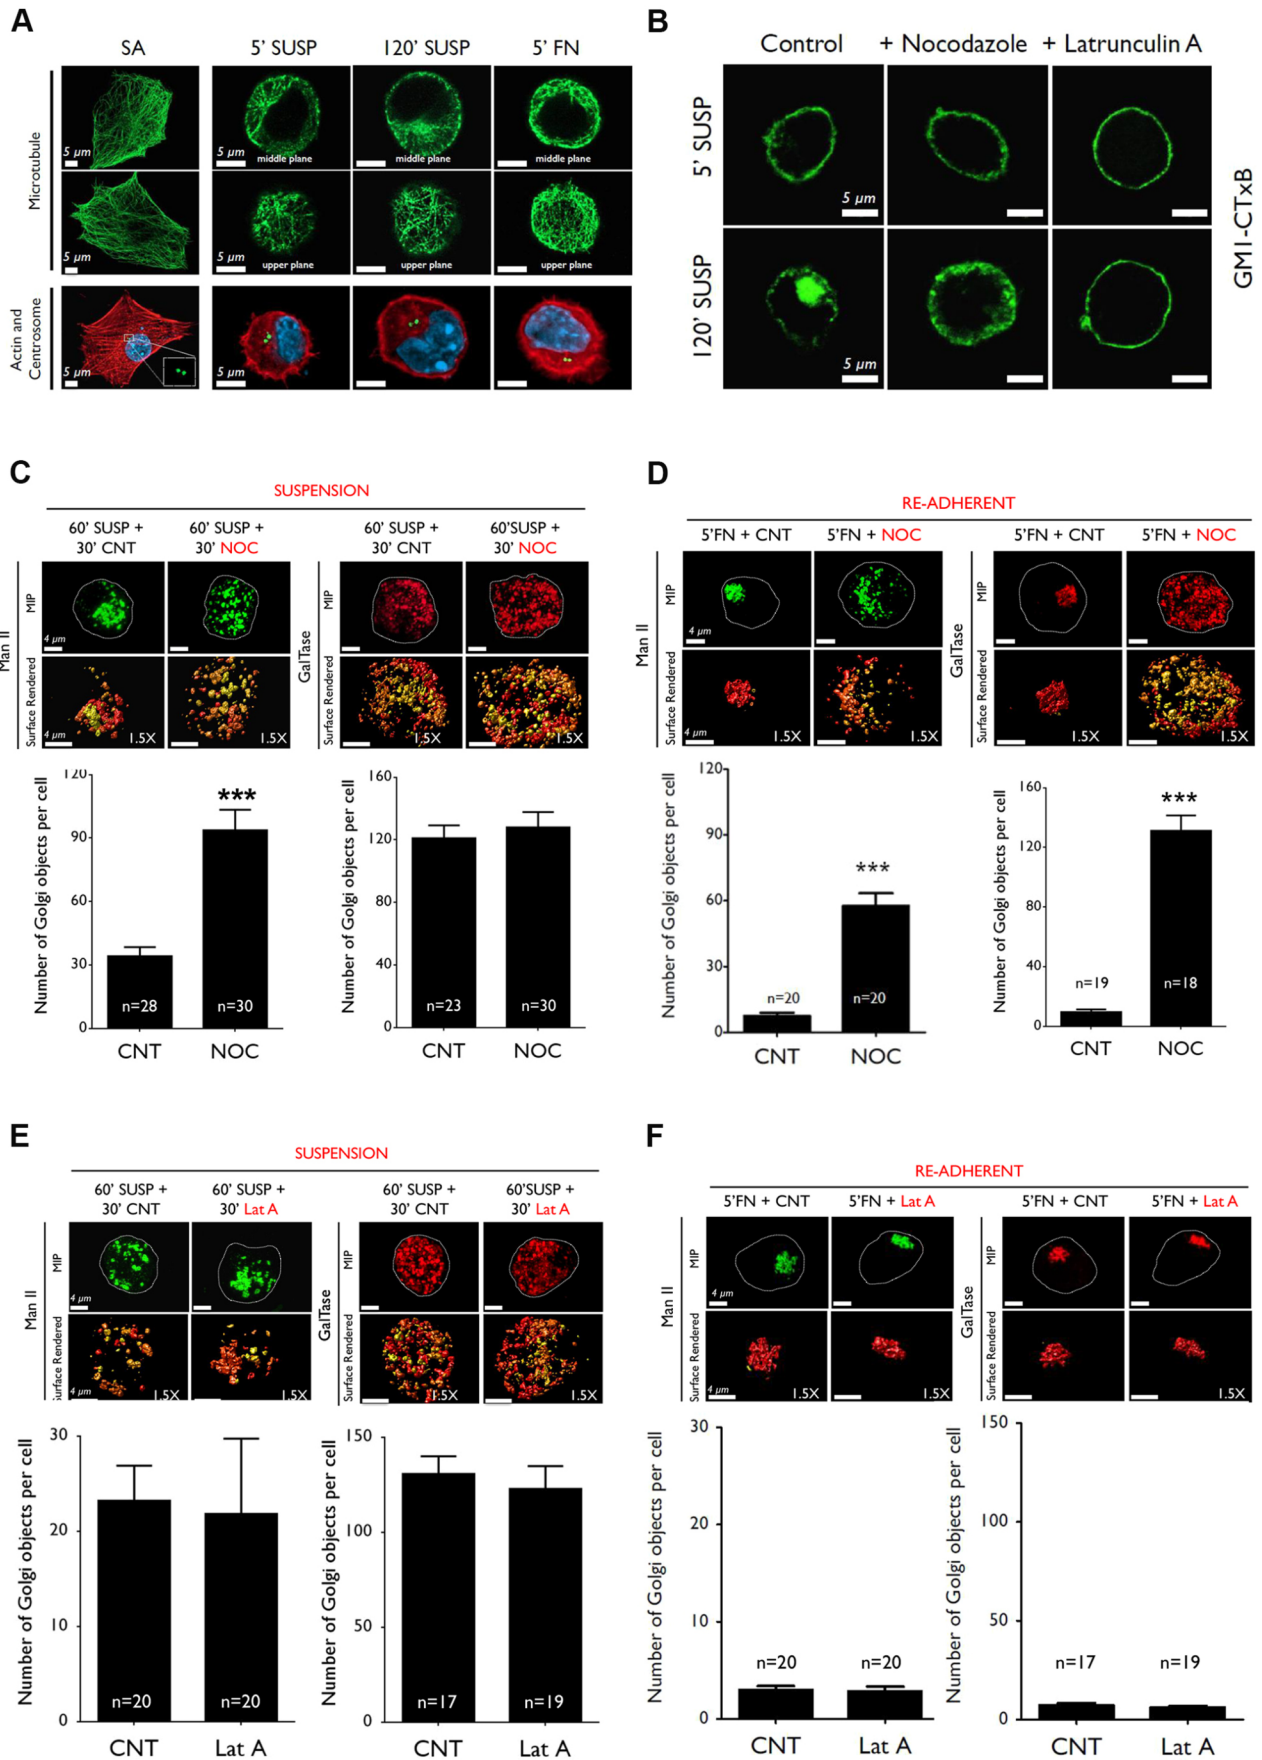 A
SA
5' SUSP
120' SUSP
5' FN
Microtubule
5 μm
5 μm
middle plane
middle plane
middle plane
5 μm
5 μm
upper plane
upper plane
upper plane
Actin and
Centrosome
5 μm
5 μm
B
Control
+ Nocodazole
+ Latrunculin A
5' SUSP
5 μm
120' SUSP
5 μm
GM1-CTxB
C
SUSPENSION
60' SUSP +
30' CNT
60' SUSP +
30' NOC
60' SUSP +
30' CNT
60'SUSP +
30' NOC
Man II
MIP
4 μm
Surface Rendered
4 μm
1.5X
1.5X
GalTase
MIP
Surface Rendered
1.5X
1.5X
Number of Golgi objects per cell
120
90
60
30
0
***
n=28
n=30
CNT
NOC
Number of Golgi objects per cell
160
120
80
40
0
n=23
n=30
CNT
NOC
D
RE-ADHERENT
5'FN + CNT
5'FN + NOC
5'FN + CNT
5'FN + NOC
Man II
MIP
4 μm
Surface Rendered
4 μm
1.5X
1.5X
GalTase
MIP
Surface Rendered
1.5X
1.5X
Number of Golgi objects per cell
120
90
60
30
0
***
n=20
n=20
CNT
NOC
Number of Golgi objects per cell
160
120
80
40
0
***
n=19
n=18
CNT
NOC
E
SUSPENSION
60' SUSP +
30' CNT
60' SUSP +
30' Lat A
60' SUSP +
30' CNT
60'SUSP +
30' Lat A
Man II
MIP
4 μm
Surface Rendered
4 μm
1.5X
1.5X
GalTase
MIP
Surface Rendered
1.5X
1.5X
Number of Golgi objects per cell
30
20
10
0
n=20
n=20
CNT
Lat A
Number of Golgi objects per cell
150
100
50
0
n=17
n=19
CNT
Lat A
F
RE-ADHERENT
5'FN + CNT
5'FN + Lat A
5'FN + CNT
5'FN + Lat A
Man II
MIP
4 μm
Surface Rendered
4 μm
1.5X
1.5X
GalTase
MIP
Surface Rendered
1.5X
1.5X
Number of Golgi objects per cell
30
20
10
0
n=20
n=20
CNT
Lat A
Number of Golgi objects per cell
150
100
50
0
n=17
n=19
CNT
Lat A